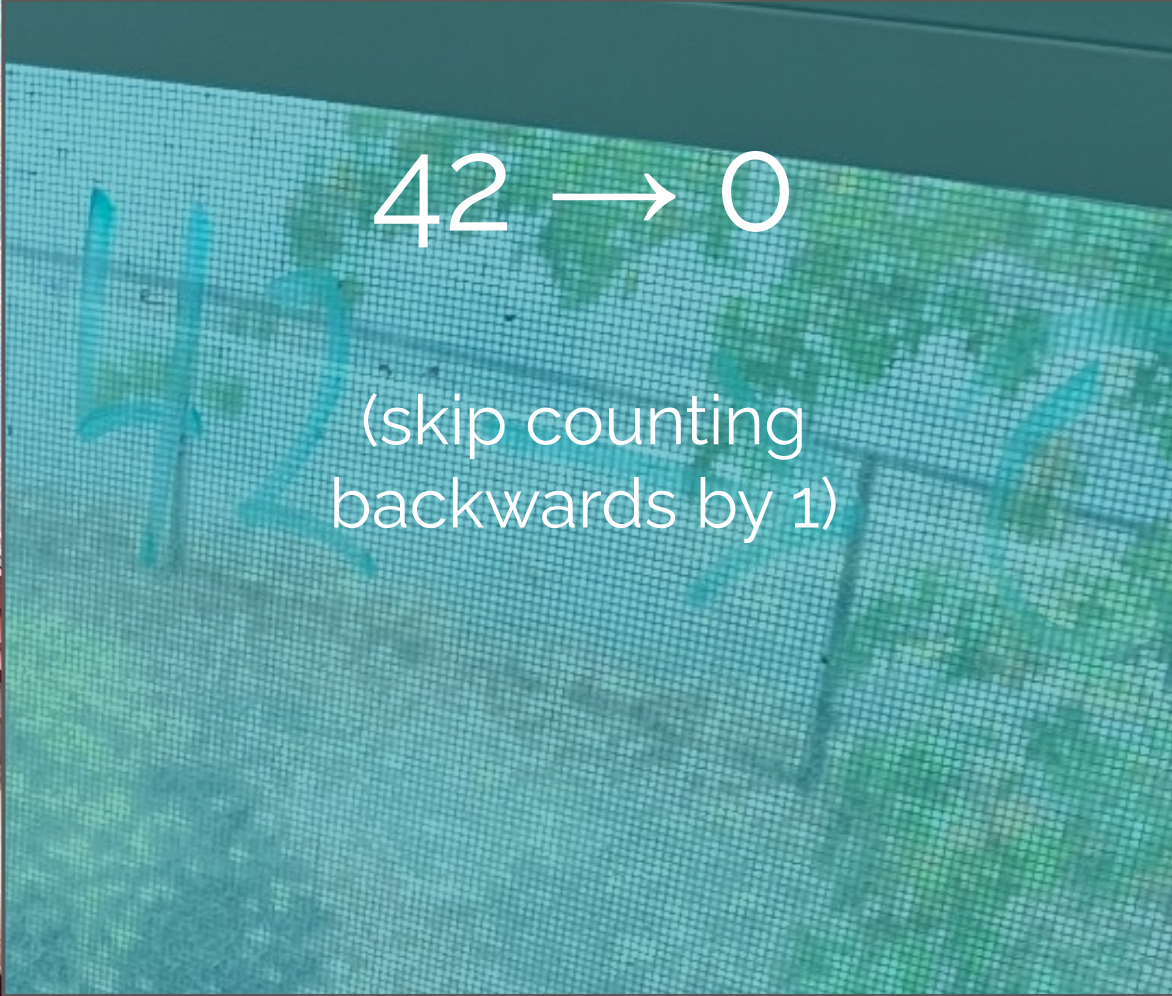 42 → 0
(skip counting
backwards by 1)
42 →